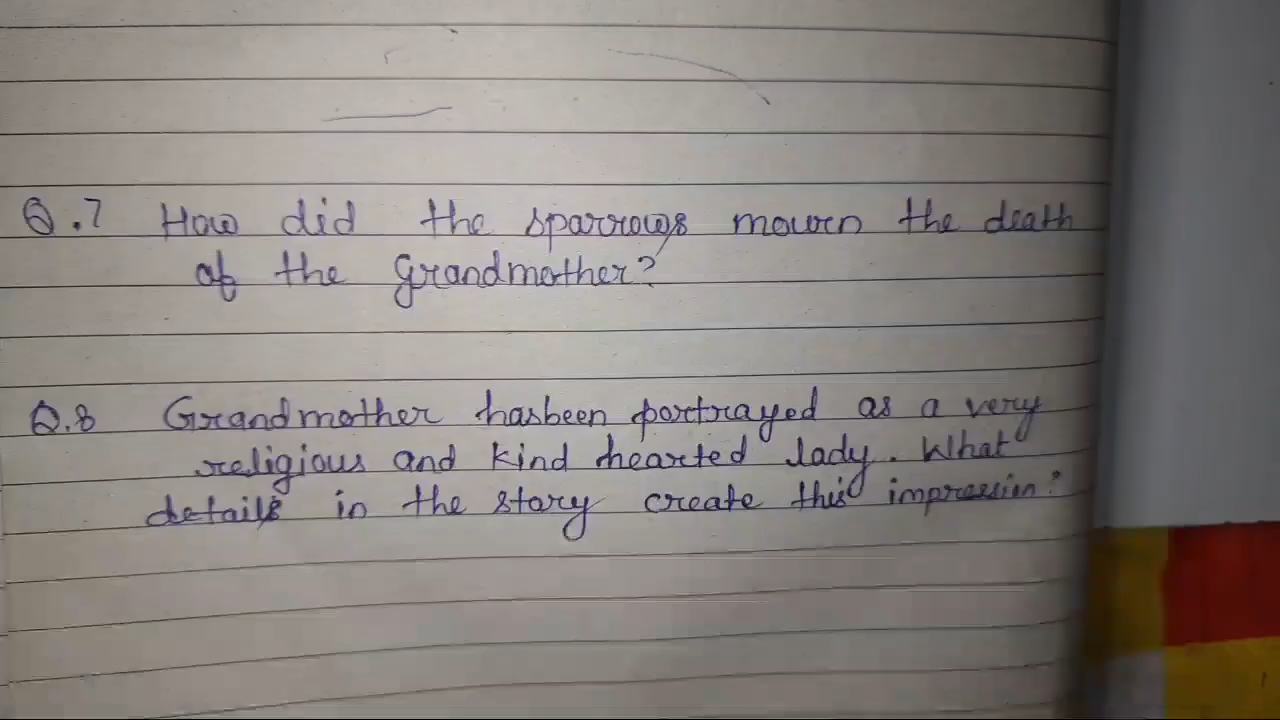 Q.7 How did the sparrows mourn the death
of the grandmother?
Q.8 Grandmother hasbeen portrayed as a very
religious and kind hearted lady. What
details in the story create this impression?